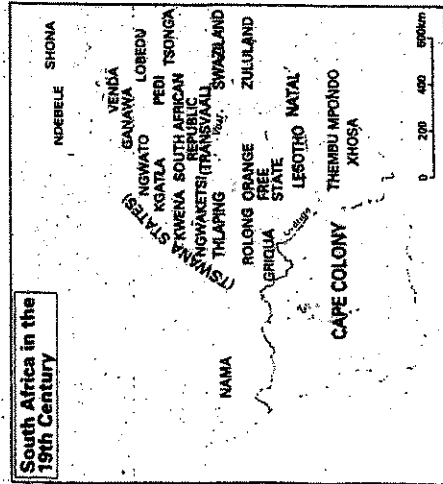 South Africa in the
19th Century
NDEBELE SHONA
VENDA
GANAWA
LOBEDU
(TSWANA STATES)
NGWATO
KGATLA
PEDI
TSONGA
KWENA
SOUTH AFRICAN
REPUBLIC
(TRANSVAAL)
NGWAKETSI
TLHAPING
Vaal
SWAZILAND
NAMA
ROLONG
ORANGE
FREE
STATE
ZULULAND
GRIQUA
Orange
LESOTHO
NATAL
CAPE COLONY
THEMBU MPONDO
XHOSA
0 200 400 600km